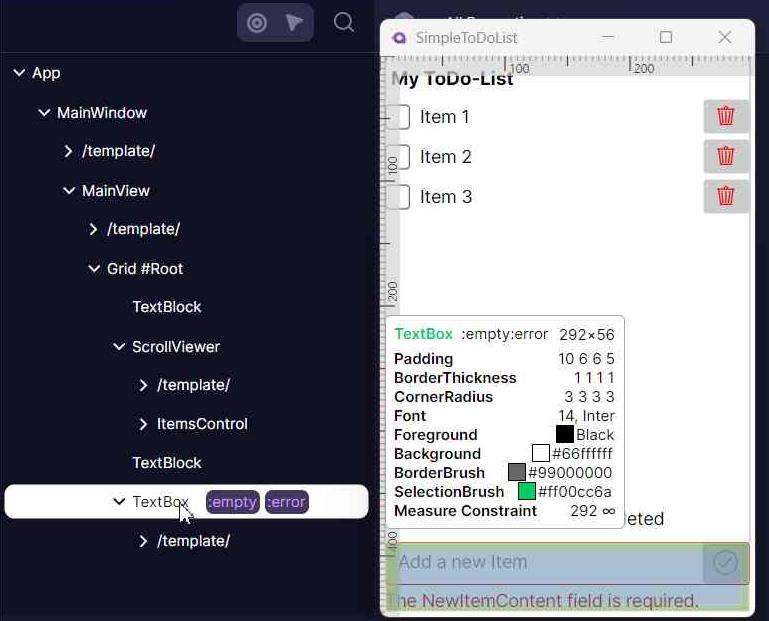 App
MainWindow
/template/
MainView
/template/
Grid #Root
TextBlock
ScrollViewer
/template/
ItemsControl
TextBlock
TextBox :empty :error
/template/
SimpleToDoList
100
200
My ToDo-List
Item 1
100
Item 2
Item 3
200
TextBox :empty:error 292×56
Padding 10 6 6 5
BorderThickness 1 1 1 1
CornerRadius 3 3 3 3
Font 14, Inter
Foreground Black
Background #66ffffff
BorderBrush #99000000
SelectionBrush #ff00cc6a
Measure Constraint 292 ∞
eted
400
Add a new Item
The NewItemContent field is required.